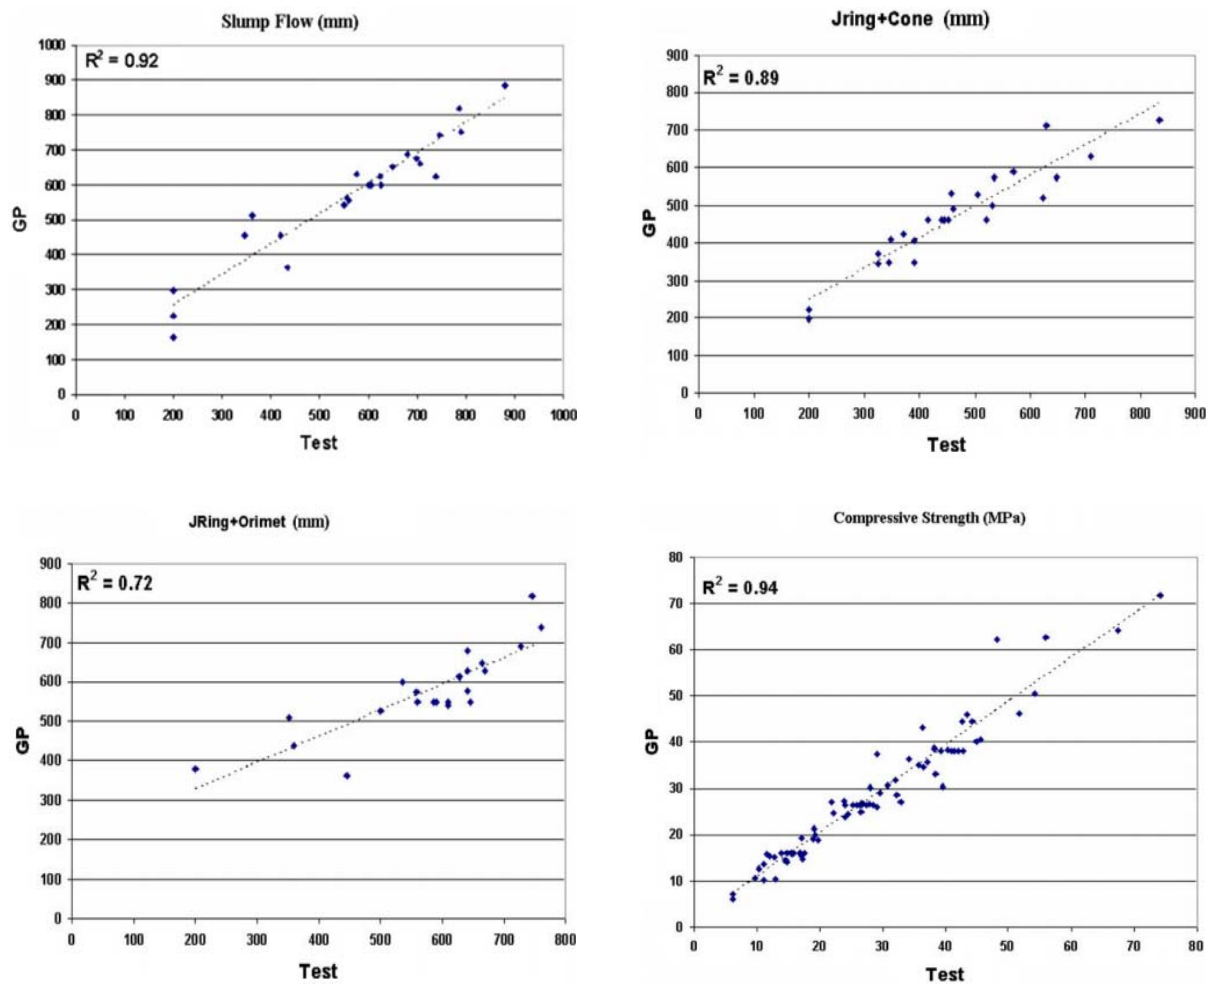 Slump Flow (mm)
R² = 0.92
1000
900
800
700
600
500
400
300
200
100
0
GP
0 100 200 300 400 500 600 700 800 900 1000
Test
Jring+Cone (mm)
R² = 0.89
900
800
700
600
500
400
300
200
100
0
GP
0 100 200 300 400 500 600 700 800 900
Test
JRing+Orimet (mm)
R² = 0.72
900
800
700
600
500
400
300
200
100
0
GP
0 100 200 300 400 500 600 700 800
Test
Compressive Strength (MPa)
R² = 0.94
80
70
60
50
40
30
20
10
0
GP
0 10 20 30 40 50 60 70 80
Test